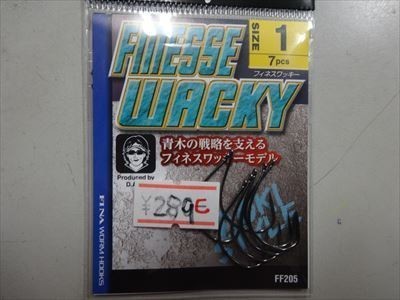 FINESSE
WACKY
SIZE
1
7pcs
フィネスワッキー
青木の戦略を支える
フィネスワッキーモデル
Produced by
¥289
FINA WORM HOOKS
FF205